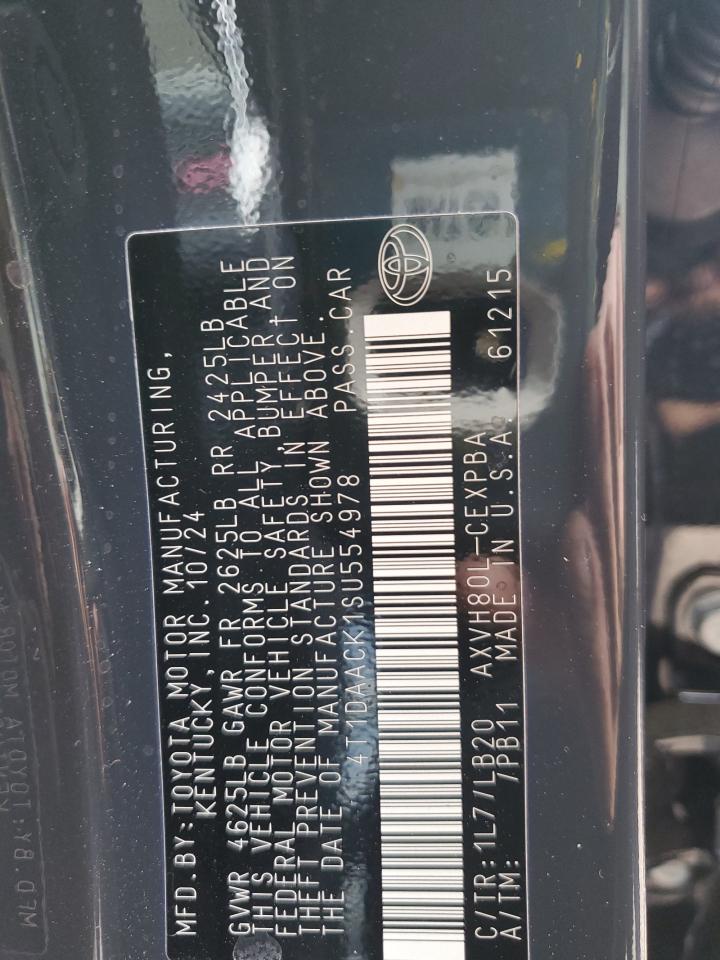 MFD.BY:TOYOTA MOTOR MANUFACTURING,
KENTUCKY, INC. 10/24
GVWR 4625LB GAWR FR 2625LB RR 2425LB
THIS VEHICLE CONFORMS TO ALL APPLICABLE
FEDERAL MOTOR VEHICLE SAFETY, BUMPER AND
THEFT PREVENTION STANDARDS IN EFFECT ON
THE DATE OF MANUFACTURE SHOWN ABOVE.
4T1DAACK1SU554978 PASS.CAR
C/TR:1L7/LB20 AXVH80L-CEXPBA
A/TM: /PB11 MADE IN U.S.A. 61215